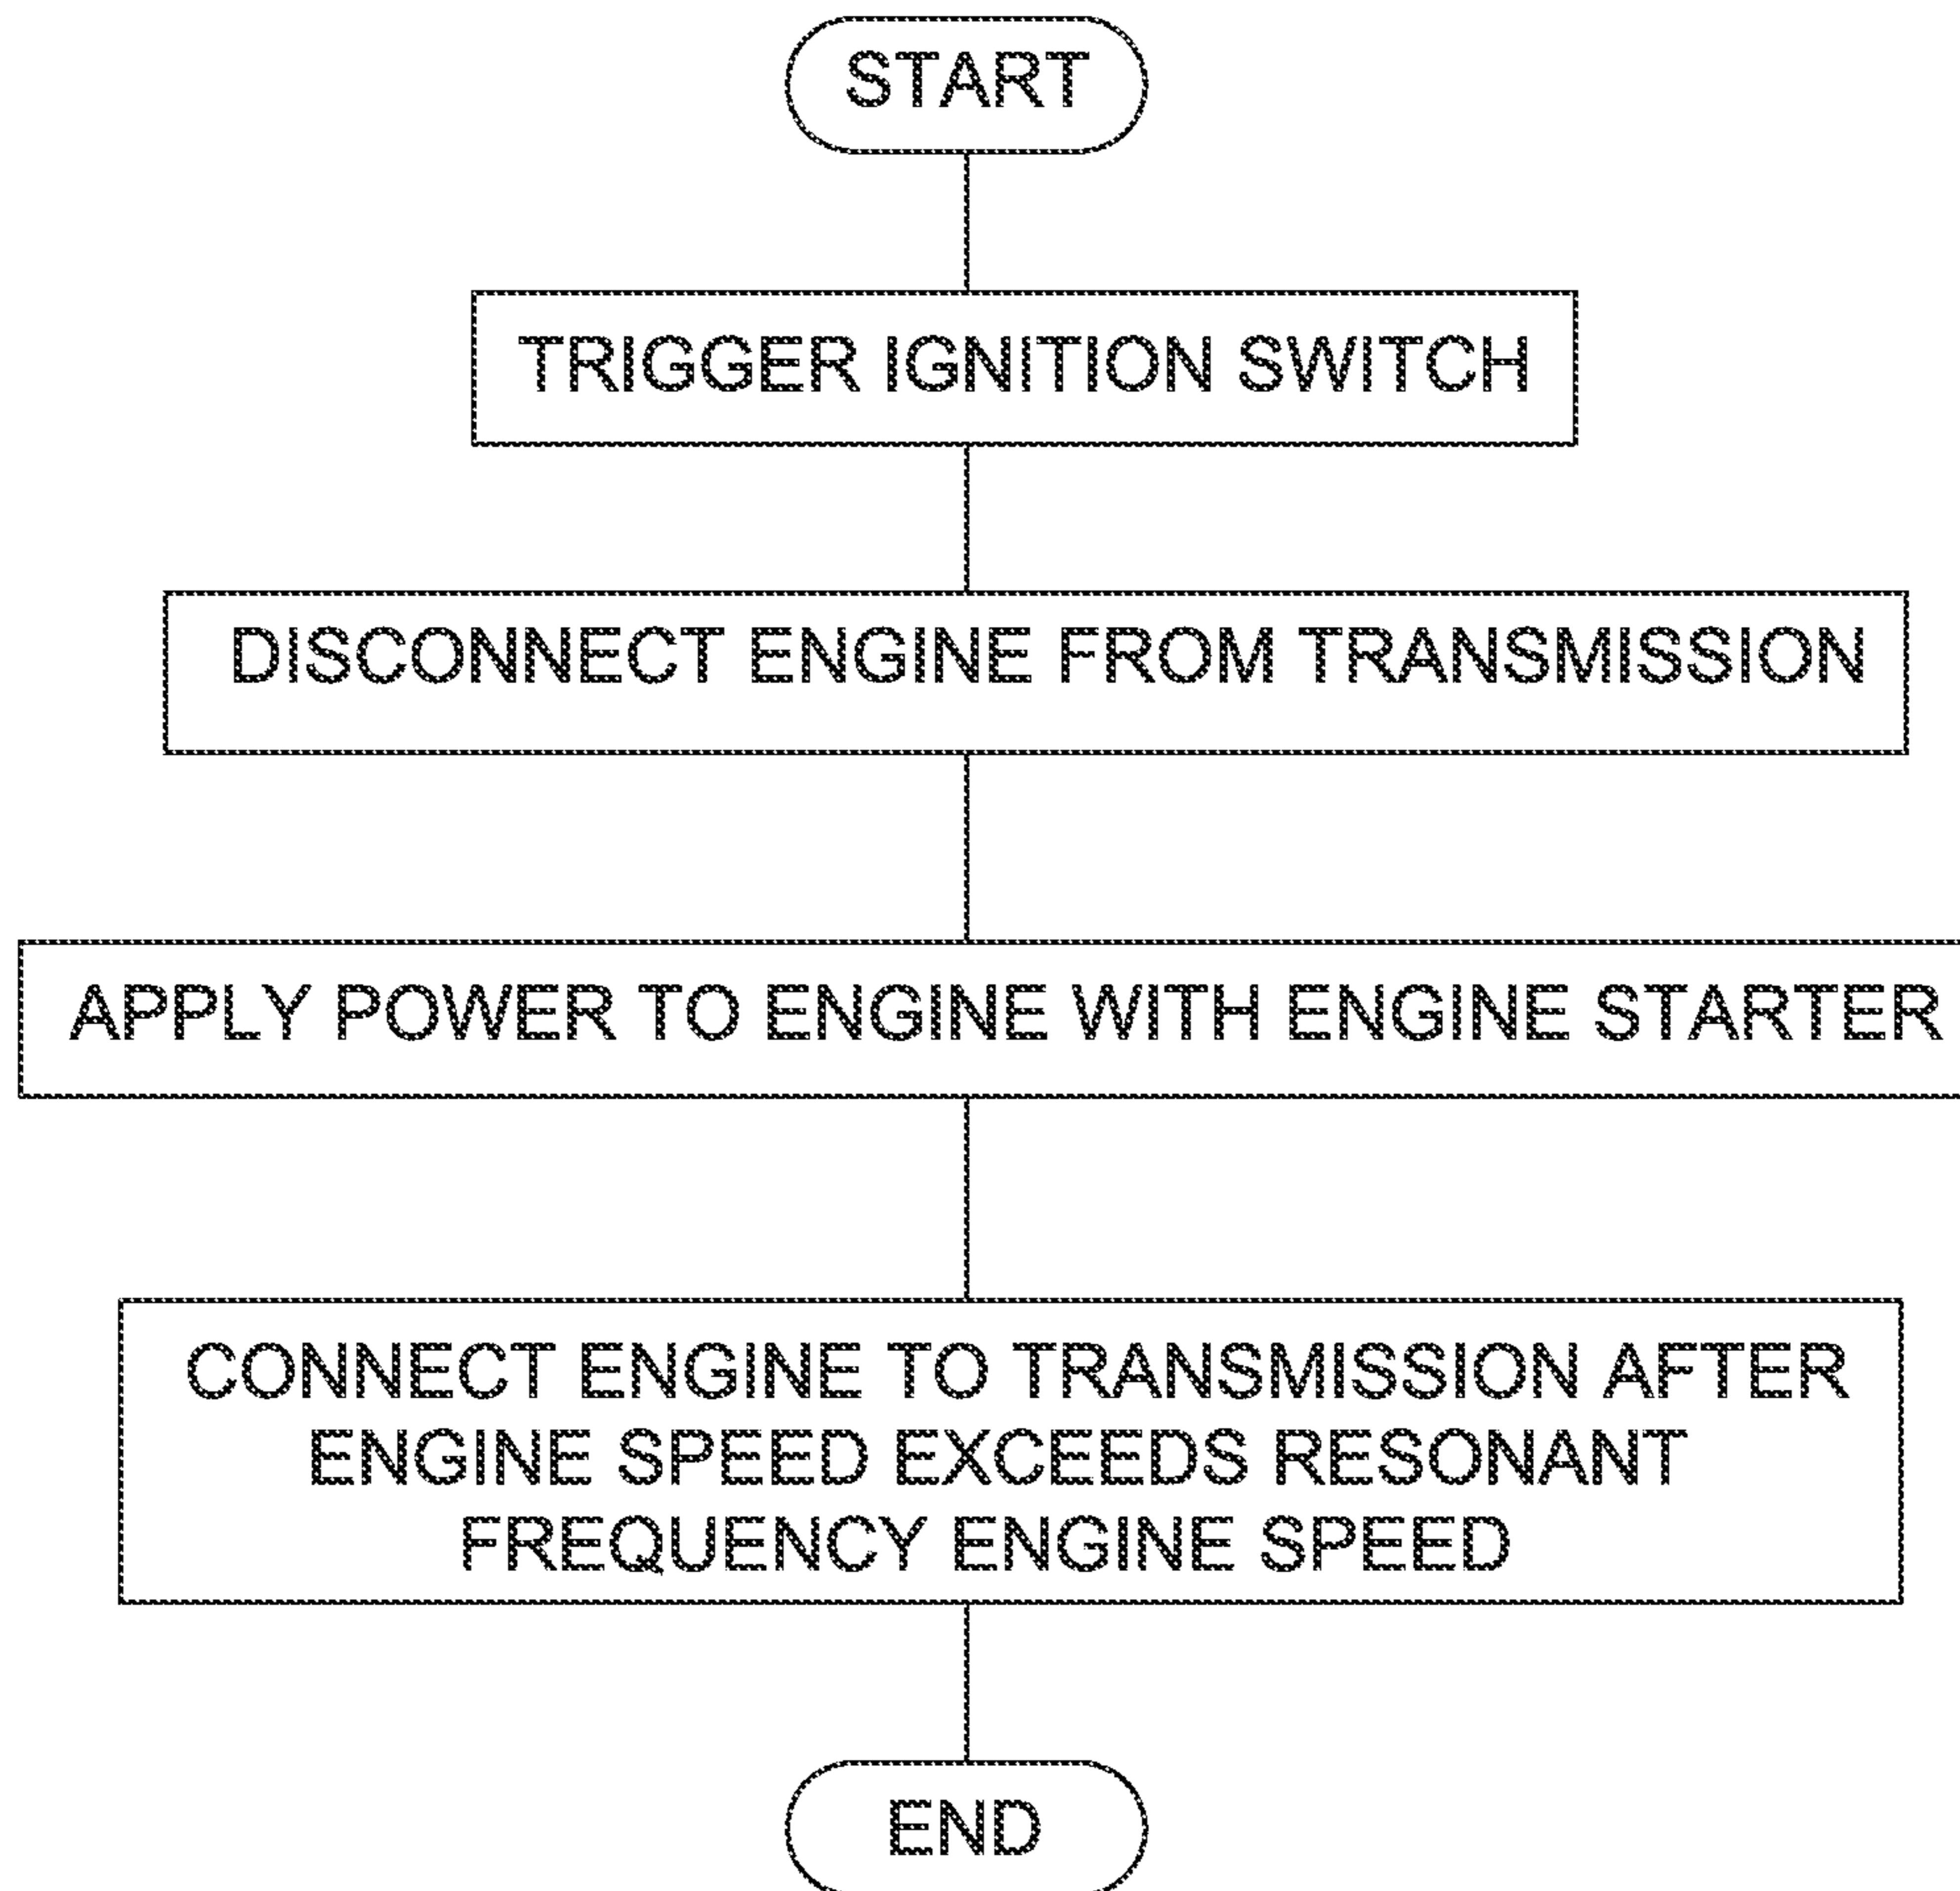 START
TRIGGER IGNITION SWITCH
DISCONNECT ENGINE FROM TRANSMISSION
APPLY POWER TO ENGINE WITH ENGINE STARTER
CONNECT ENGINE TO TRANSMISSION AFTER
ENGINE SPEED EXCEEDS RESONANT
FREQUENCY ENGINE SPEED
END